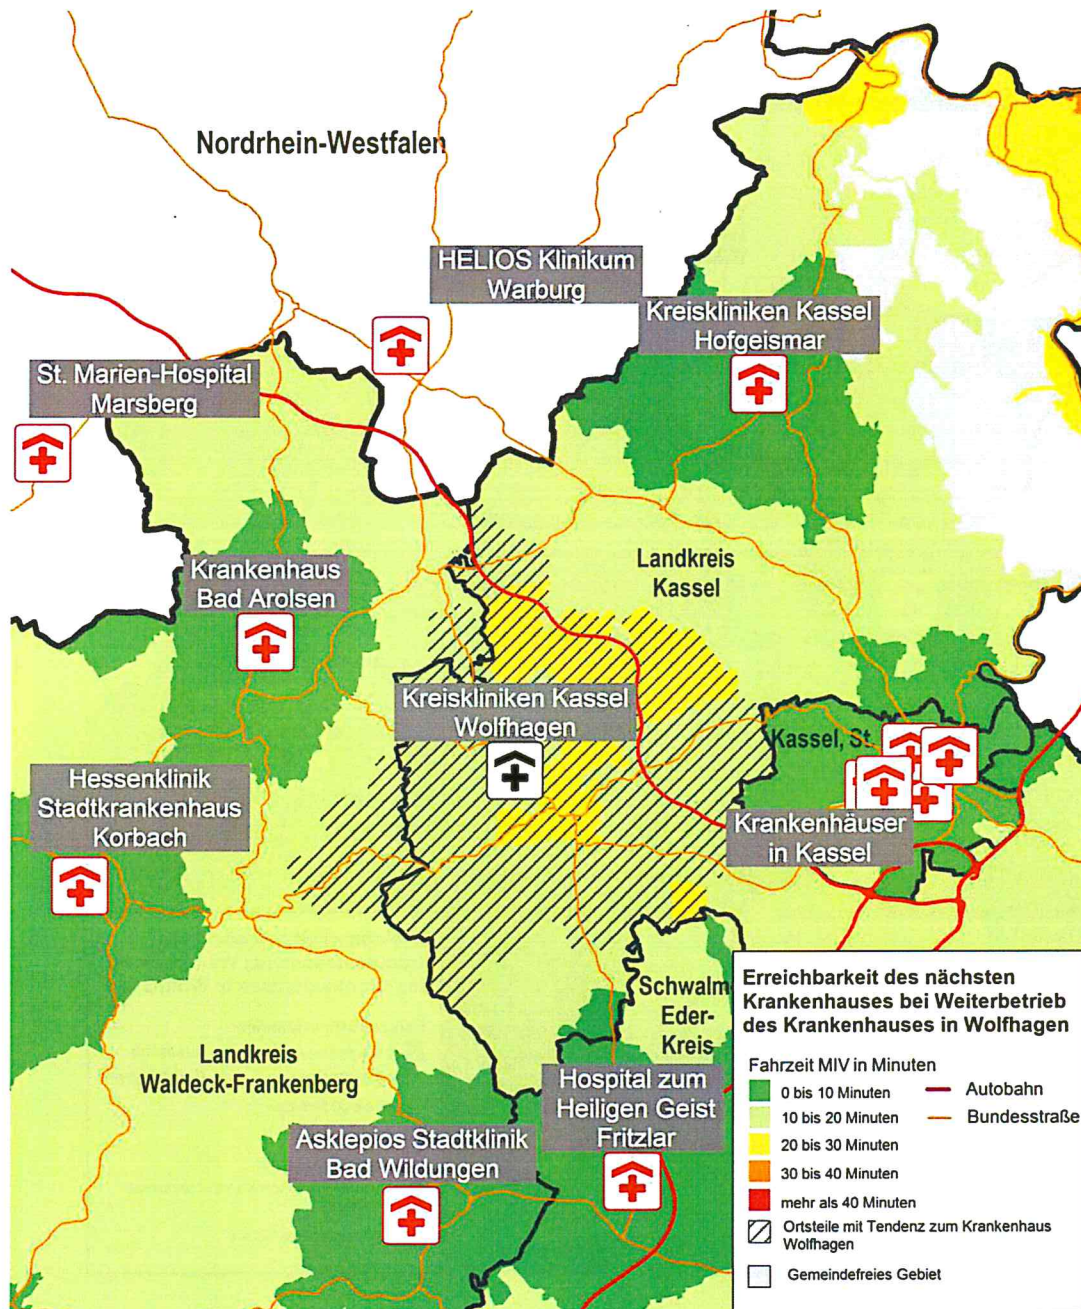 Nordrhein-Westfalen
HELIOS Klinikum
Warburg
Kreiskliniken Kassel
Hofgeismar
St. Marien-Hospital
Marsberg
Krankenhaus
Bad Arolsen
Landkreis
Kassel
Kreiskliniken Kassel
Wolfhagen
Kassel, St.
Hessenklinik
Stadtkrankenhaus
Korbach
Krankenhäuser
in Kassel
Schwalm-
Eder-
Kreis
Landkreis
Waldeck-Frankenberg
Hospital zum
Heiligen Geist
Fritzlar
Asklepios Stadtklinik
Bad Wildungen
Erreichbarkeit des nächsten
Krankenhauses bei Weiterbetrieb
des Krankenhauses in Wolfhagen
Fahrzeit MIV in Minuten
0 bis 10 Minuten
10 bis 20 Minuten
20 bis 30 Minuten
30 bis 40 Minuten
mehr als 40 Minuten
Ortsteile mit Tendenz zum Krankenhaus
Wolfhagen
Gemeindefreies Gebiet
Autobahn
Bundesstraße